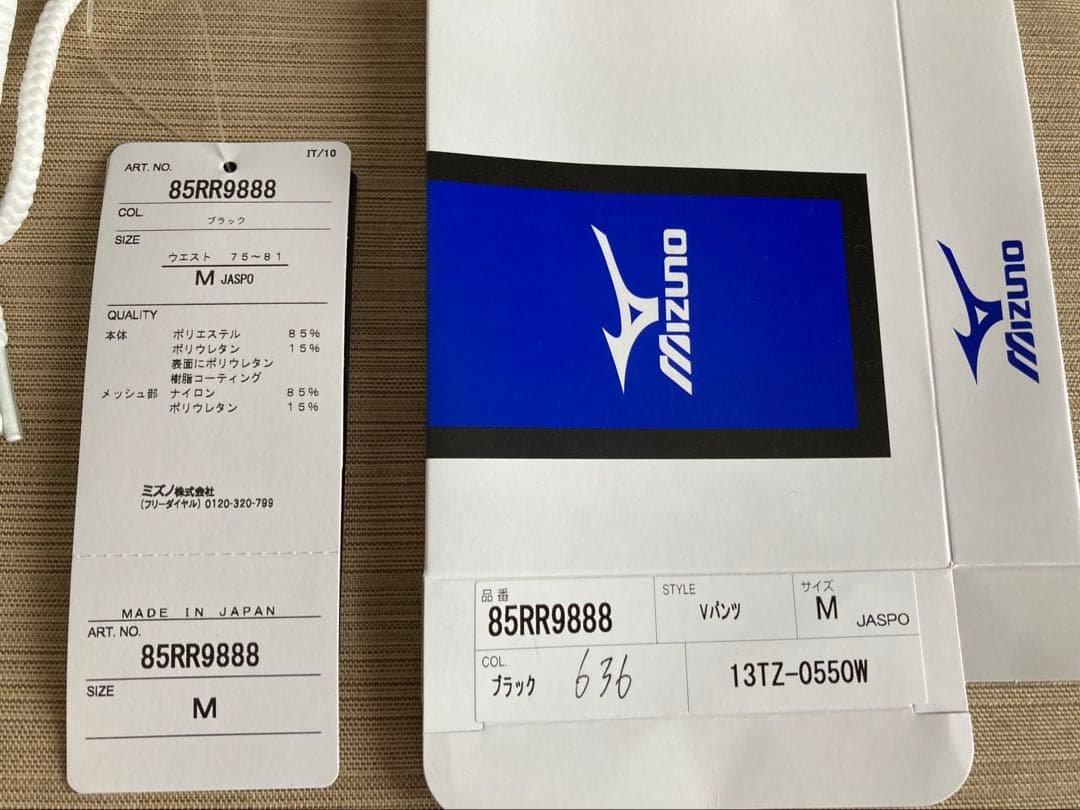 IT/10
ART. NO.
85RR9888
COL.
ブラック
SIZE
ウエスト 75~81
M JASPO
QUALITY
本体 ポリエステル 85%
ポリウレタン 15%
表面にポリウレタン
樹脂コーティング
メッシュ部 ナイロン 85%
ポリウレタン 15%
ミズノ株式会社
(フリーダイヤル) 0120-320-799
MADE IN JAPAN
ART. NO.
85RR9888
SIZE
M
MIZUNO
MIZUNO
品番
85RR9888
STYLE
Vパンツ
サイズ
M JASPO
COL.
ブラック 636
13TZ-0550W